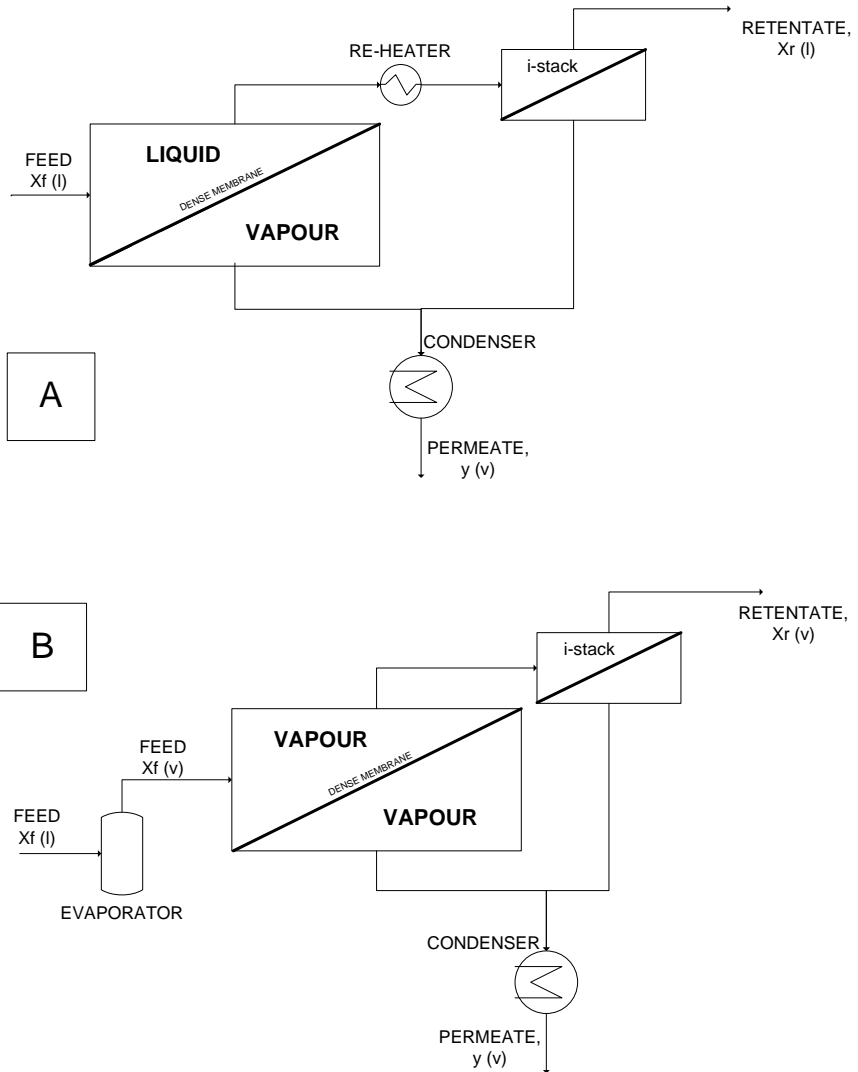 RETENTATE,
Xr (l)
RE-HEATER
i-stack
FEED
Xf (l)
LIQUID
DENSE MEMBRANE
VAPOUR
CONDENSER
A
PERMEATE,
y (v)
B
RETENTATE,
Xr (v)
i-stack
FEED
Xf (v)
VAPOUR
DENSE MEMBRANE
VAPOUR
FEED
Xf (l)
EVAPORATOR
CONDENSER
PERMEATE,
y (v)